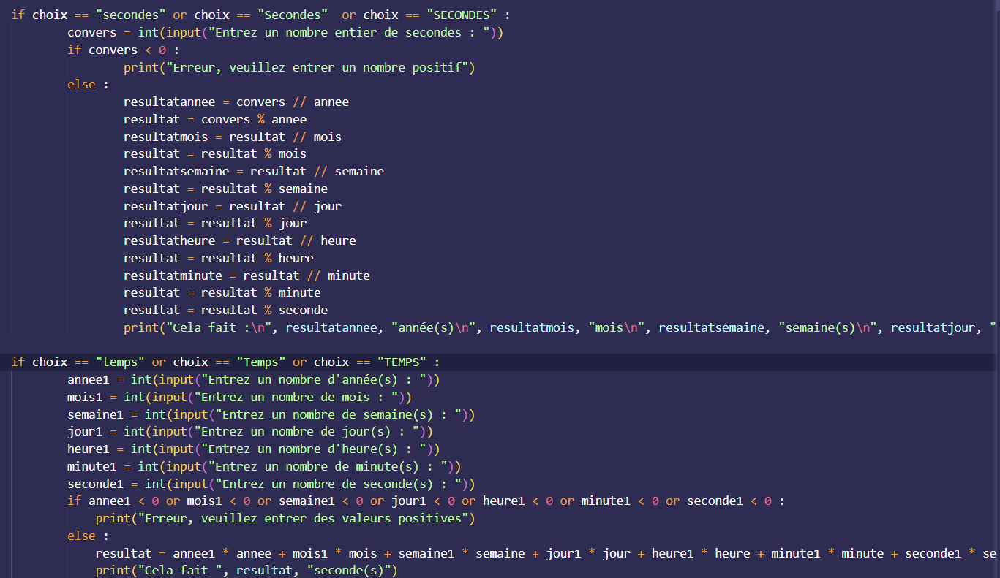 if choix == "secondes" or choix == "Secondes"  or choix == "SECONDES" :
convers = int(input("Entrez un nombre entier de secondes : "))
if convers < 0 :
print("Erreur, veuillez entrer un nombre positif")
else :
resultatannee = convers // annee
resultat = convers % annee
resultatmois = resultat // mois
resultat = resultat % mois
resultatsemaine = resultat // semaine
resultat = resultat % semaine
resultatjour = resultat // jour
resultat = resultat % jour
resultatheure = resultat // heure
resultat = resultat % heure
resultatminute = resultat // minute
resultat = resultat % minute
resultat = resultat % seconde
print("Cela fait :\n", resultatannee, "année(s)\n", resultatmois, "mois\n", resultatsemaine, "semaine(s)\n", resultatjour, "
if choix == "temps" or choix == "Temps" or choix == "TEMPS" :
annee1 = int(input("Entrez un nombre d'année(s) : "))
mois1 = int(input("Entrez un nombre de mois : "))
semaine1 = int(input("Entrez un nombre de semaine(s) : "))
jour1 = int(input("Entrez un nombre de jour(s) : "))
heure1 = int(input("Entrez un nombre d'heure(s) : "))
minute1 = int(input("Entrez un nombre de minute(s) : "))
seconde1 = int(input("Entrez un nombre de seconde(s) : "))
if annee1 < 0 or mois1 < 0 or semaine1 < 0 or jour1 < 0 or heure1 < 0 or minute1 < 0 or seconde1 < 0 :
print("Erreur, veuillez entrer des valeurs positives")
else :
resultat = annee1 * annee + mois1 * mois + semaine1 * semaine + jour1 * jour + heure1 * heure + minute1 * minute + seconde1 * se
print("Cela fait ", resultat, "seconde(s)")